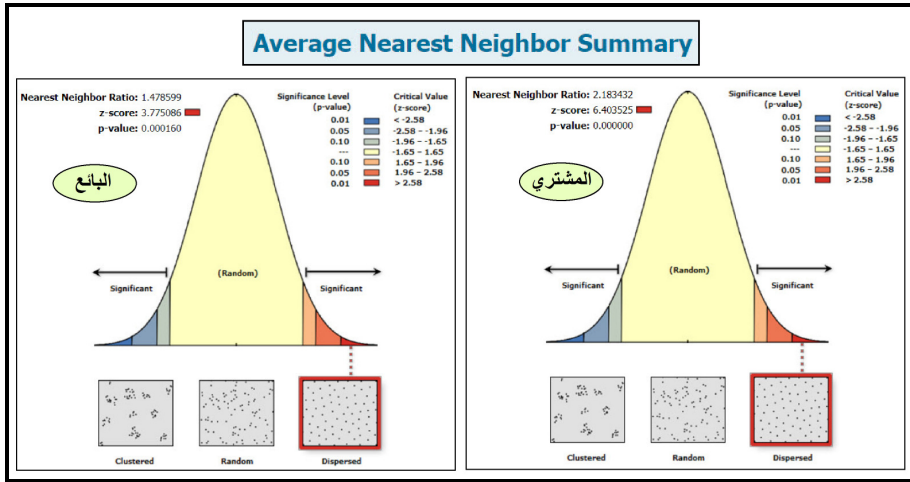 Average Nearest Neighbor Summary
Nearest Neighbor Ratio: 1.478599
z-score: 3.775086
p-value: 0.000160
البائع
Significance Level
(p-value)
Critical Value
(z-score)
0.01 < -2.58
0.05 -2.58 - -1.96
0.10 -1.96 - -1.65
--- -1.65 - 1.65
0.10 1.65 - 1.96
0.05 1.96 - 2.58
0.01 > 2.58
Significant
(Random)
Significant
Clustered
Random
Dispersed
Nearest Neighbor Ratio: 2.183432
z-score: 6.403525
p-value: 0.000000
المشتري
Significance Level
(p-value)
Critical Value
(z-score)
0.01 < -2.58
0.05 -2.58 - -1.96
0.10 -1.96 - -1.65
--- -1.65 - 1.65
0.10 1.65 - 1.96
0.05 1.96 - 2.58
0.01 > 2.58
Significant
(Random)
Significant
Clustered
Random
Dispersed